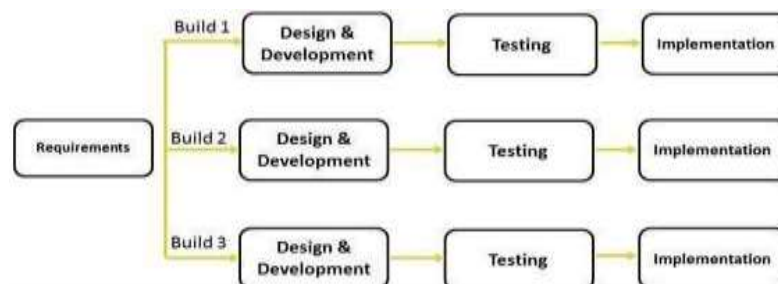 Build 1
Design &
Development
Testing
Implementation
Requirements
Build 2
Design &
Development
Testing
Implementation
Build 3
Design &
Development
Testing
Implementation